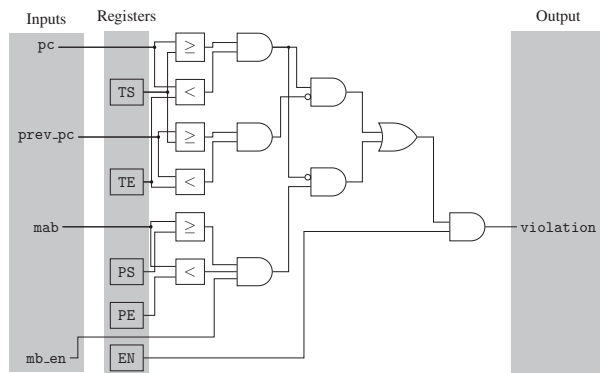 Inputs Registers Output
pc
≥
TS
<
prev_pc
≥
TE
<
mab
≥
violation
PS
<
PE
mb_en
EN